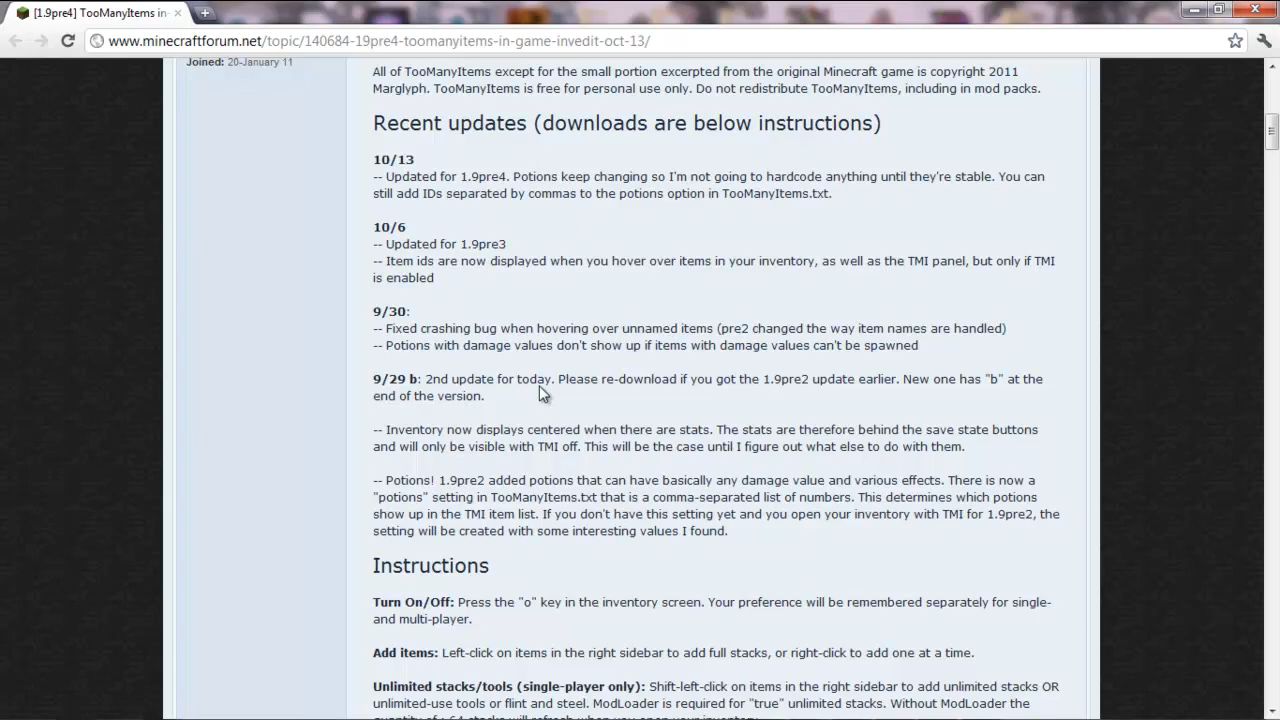 [1.9pre4] TooManyItems in-
www.minecraftforum.net/topic/140684-19pre4-toomanyitems-in-game-invedit-oct-13/
Joined: 20-January 11
All of TooManyItems except for the small portion excerpted from the original Minecraft game is copyright 2011
Marglyph. TooManyItems is free for personal use only. Do not redistribute TooManyItems, including in mod packs.
Recent updates (downloads are below instructions)
10/13
-- Updated for 1.9pre4. Potions keep changing so I'm not going to hardcode anything until they're stable. You can
still add IDs separated by commas to the potions option in TooManyItems.txt.
10/6
-- Updated for 1.9pre3
-- Item ids are now displayed when you hover over items in your inventory, as well as the TMI panel, but only if TMI
is enabled
9/30:
-- Fixed crashing bug when hovering over unnamed items (pre2 changed the way item names are handled)
-- Potions with damage values don't show up if items with damage values can't be spawned
9/29 b: 2nd update for today. Please re-download if you got the 1.9pre2 update earlier. New one has "b" at the
end of the version.
-- Inventory now displays centered when there are stats. The stats are therefore behind the save state buttons
and will only be visible with TMI off. This will be the case until I figure out what else to do with them.
-- Potions! 1.9pre2 added potions that can have basically any damage value and various effects. There is now a
"potions" setting in TooManyItems.txt that is a comma-separated list of numbers. This determines which potions
show up in the TMI item list. If you don't have this setting yet and you open your inventory with TMI for 1.9pre2, the
setting will be created with some interesting values I found.
Instructions
Turn On/Off: Press the "o" key in the inventory screen. Your preference will be remembered separately for single-
and multi-player.
Add items: Left-click on items in the right sidebar to add full stacks, or right-click to add one at a time.
Unlimited stacks/tools (single-player only): Shift-left-click on items in the right sidebar to add unlimited stacks OR
unlimited-use tools or flint and steel. ModLoader is required for "true" unlimited stacks. Without ModLoader the
quantity of >64 stacks will refresh when you open your inventory.